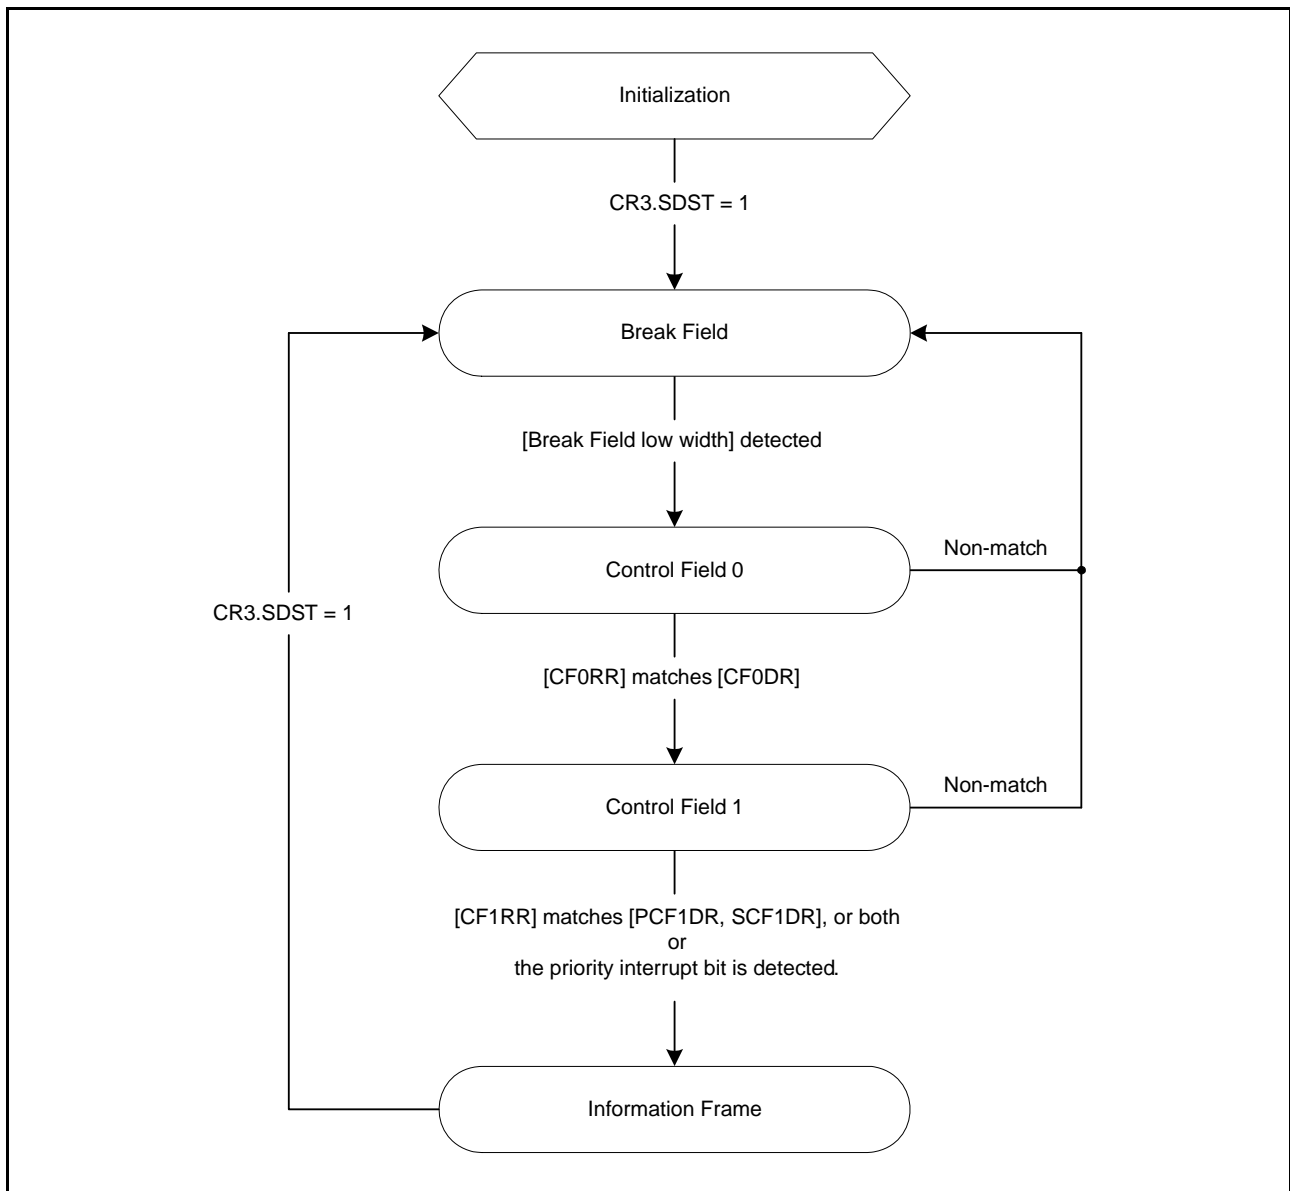 Initialization
CR3.SDST = 1
Break Field
[Break Field low width] detected
Non-match
Control Field 0
CR3.SDST = 1
[CF0RR] matches [CF0DR]
Non-match
Control Field 1
[CF1RR] matches [PCF1DR, SCF1DR], or both
or
the priority interrupt bit is detected.
Information Frame